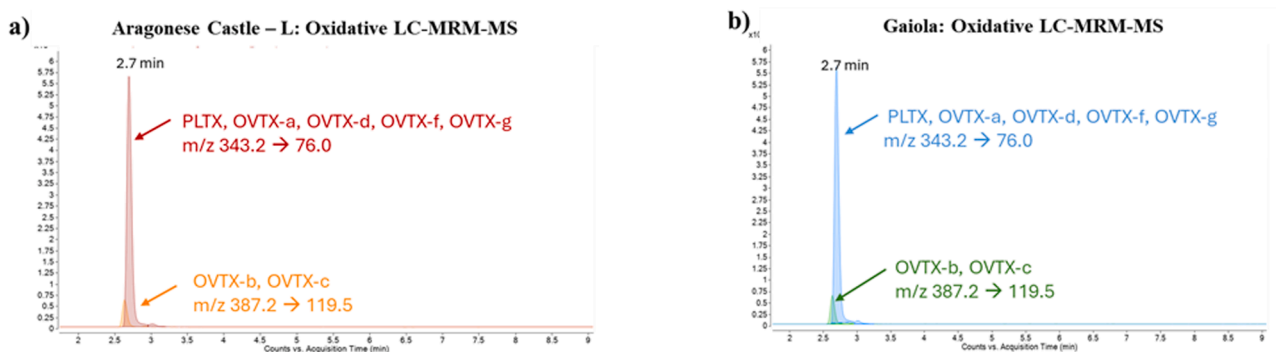 a)
Aragonese Castle – L: Oxidative LC-MRM-MS
2.7 min
6
5.75
5.5
5.25
5
4.75
4.5
4.25
4
3.75
3.5
3.25
3
2.75
2.5
2.25
2
1.75
1.5
1.25
1
0.75
0.5
0.25
0
PLTX, OVTX-a, OVTX-d, OVTX-f, OVTX-g
m/z 343.2 → 76.0
OVTX-b, OVTX-c
m/z 387.2 → 119.5
2 2.5 3 3.5 4 4.5 5 5.5 6 6.5 7 7.5 8 8.5 9
Counts vs. Acquisition Time (min)
b)
Gaiola: Oxidative LC-MRM-MS
2.7 min
6
5.75
5.5
5.25
5
4.75
4.5
4.25
4
3.75
3.5
3.25
3
2.75
2.5
2.25
2
1.75
1.5
1.25
1
0.75
0.5
0.25
0
PLTX, OVTX-a, OVTX-d, OVTX-f, OVTX-g
m/z 343.2 → 76.0
OVTX-b, OVTX-c
m/z 387.2 → 119.5
2 2.5 3 3.5 4 4.5 5 5.5 6 6.5 7 7.5 8 8.5 9
Counts vs. Acquisition Time (min)